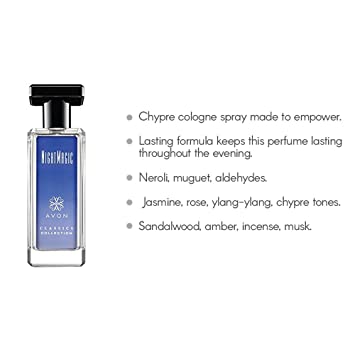 NIGHTMAGIC
AVON
CLASSICS
COLLECTION
Chypre cologne spray made to empower.
Lasting formula keeps this perfume lasting
throughout the evening.
Neroli, muguet, aldehydes.
Jasmine, rose, ylang-ylang, chypre tones.
Sandalwood, amber, incense, musk.